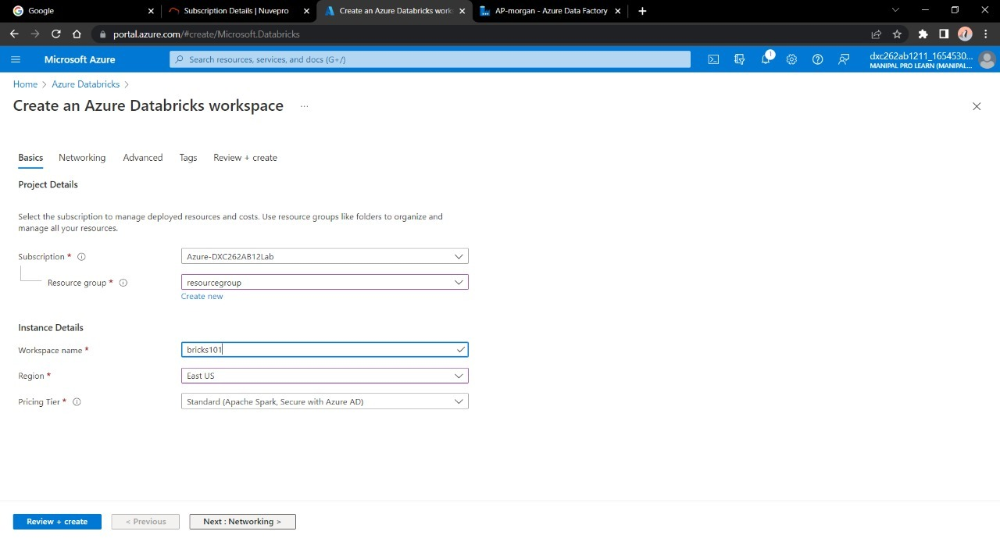 Google
Subscription Details | Nuvepro
Create an Azure Databricks work
AP-morgan - Azure Data Factory
portal.azure.com/#create/Microsoft.Databricks
Microsoft Azure
Search resources, services, and docs (G+/)
1
dxc262ab1211_1654530...
MANIPAL PRO LEARN (MANIPAL...
Home > Azure Databricks >
Create an Azure Databricks workspace ...
Basics Networking Advanced Tags Review + create
Project Details
Select the subscription to manage deployed resources and costs. Use resource groups like folders to organize and
manage all your resources.
Subscription * Azure-DXC262AB12Lab
Resource group * resourcegroup
Create new
Instance Details
Workspace name * bricks101
Region * East US
Pricing Tier * Standard (Apache Spark, Secure with Azure AD)
Review + create < Previous Next : Networking >